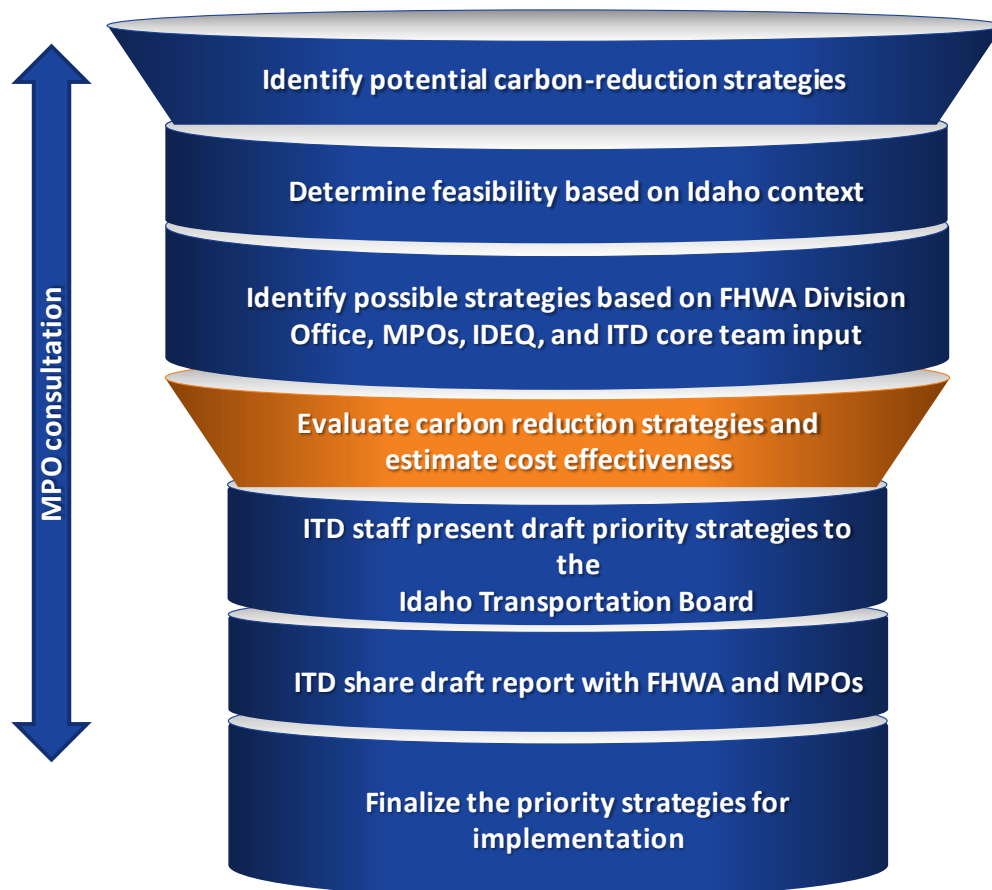 Identify potential carbon-reduction strategies
Determine feasibility based on Idaho context
Identify possible strategies based on FHWA Division
Office, MPOs, IDEQ, and ITD core team input
Evaluate carbon reduction strategies and
estimate cost effectiveness
ITD staff present draft priority strategies to
the
Idaho Transportation Board
ITD share draft report with FHWA and MPOs
Finalize the priority strategies for
implementation
MPO consultation